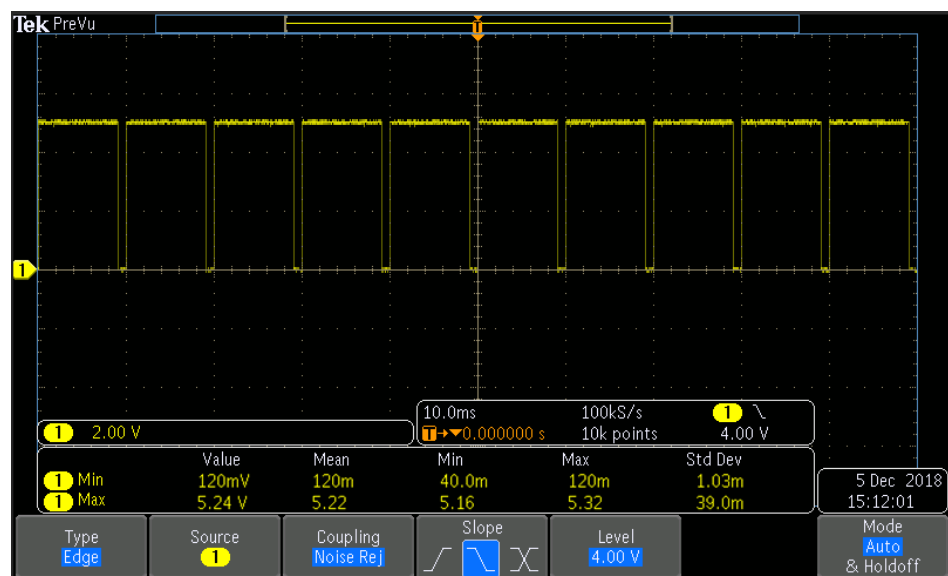 Tek PreVu
T
1
10.0ms 100kS/s 1
T→▼0.000000 s 10k points 4.00 V
1 2.00 V
Value Mean Min Max Std Dev
1 Min 120mV 120m 40.0m 120m 1.03m
1 Max 5.24 V 5.22 5.16 5.32 39.0m
5 Dec 2018
15:12:01
Type
Edge
Source
1
Coupling
Noise Rej
Slope
Level
4.00 V
Mode
Auto
& Holdoff